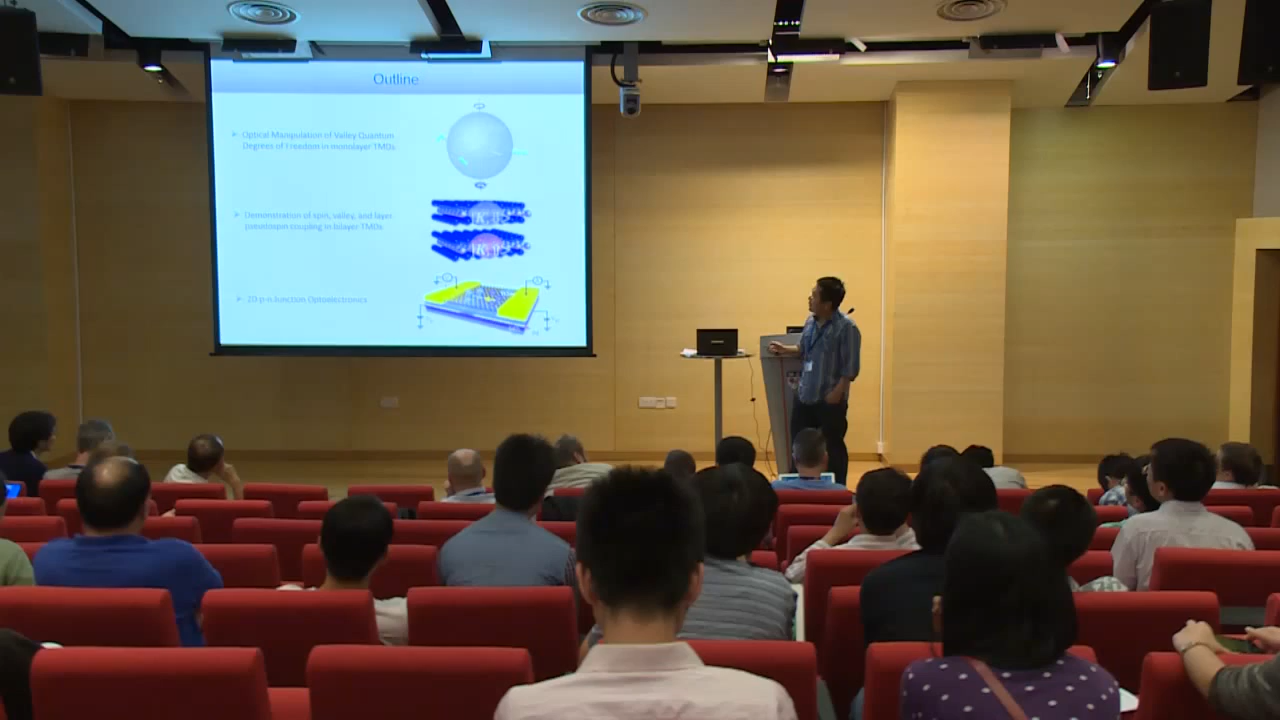 Outline
Optical Manipulation of Valley Quantum
Degrees of Freedom in monolayer TMDs
Demonstration of spin, valley, and layer
pseudospin coupling in bilayer TMDs
2D p-n Junction Optoelectronics
K
K